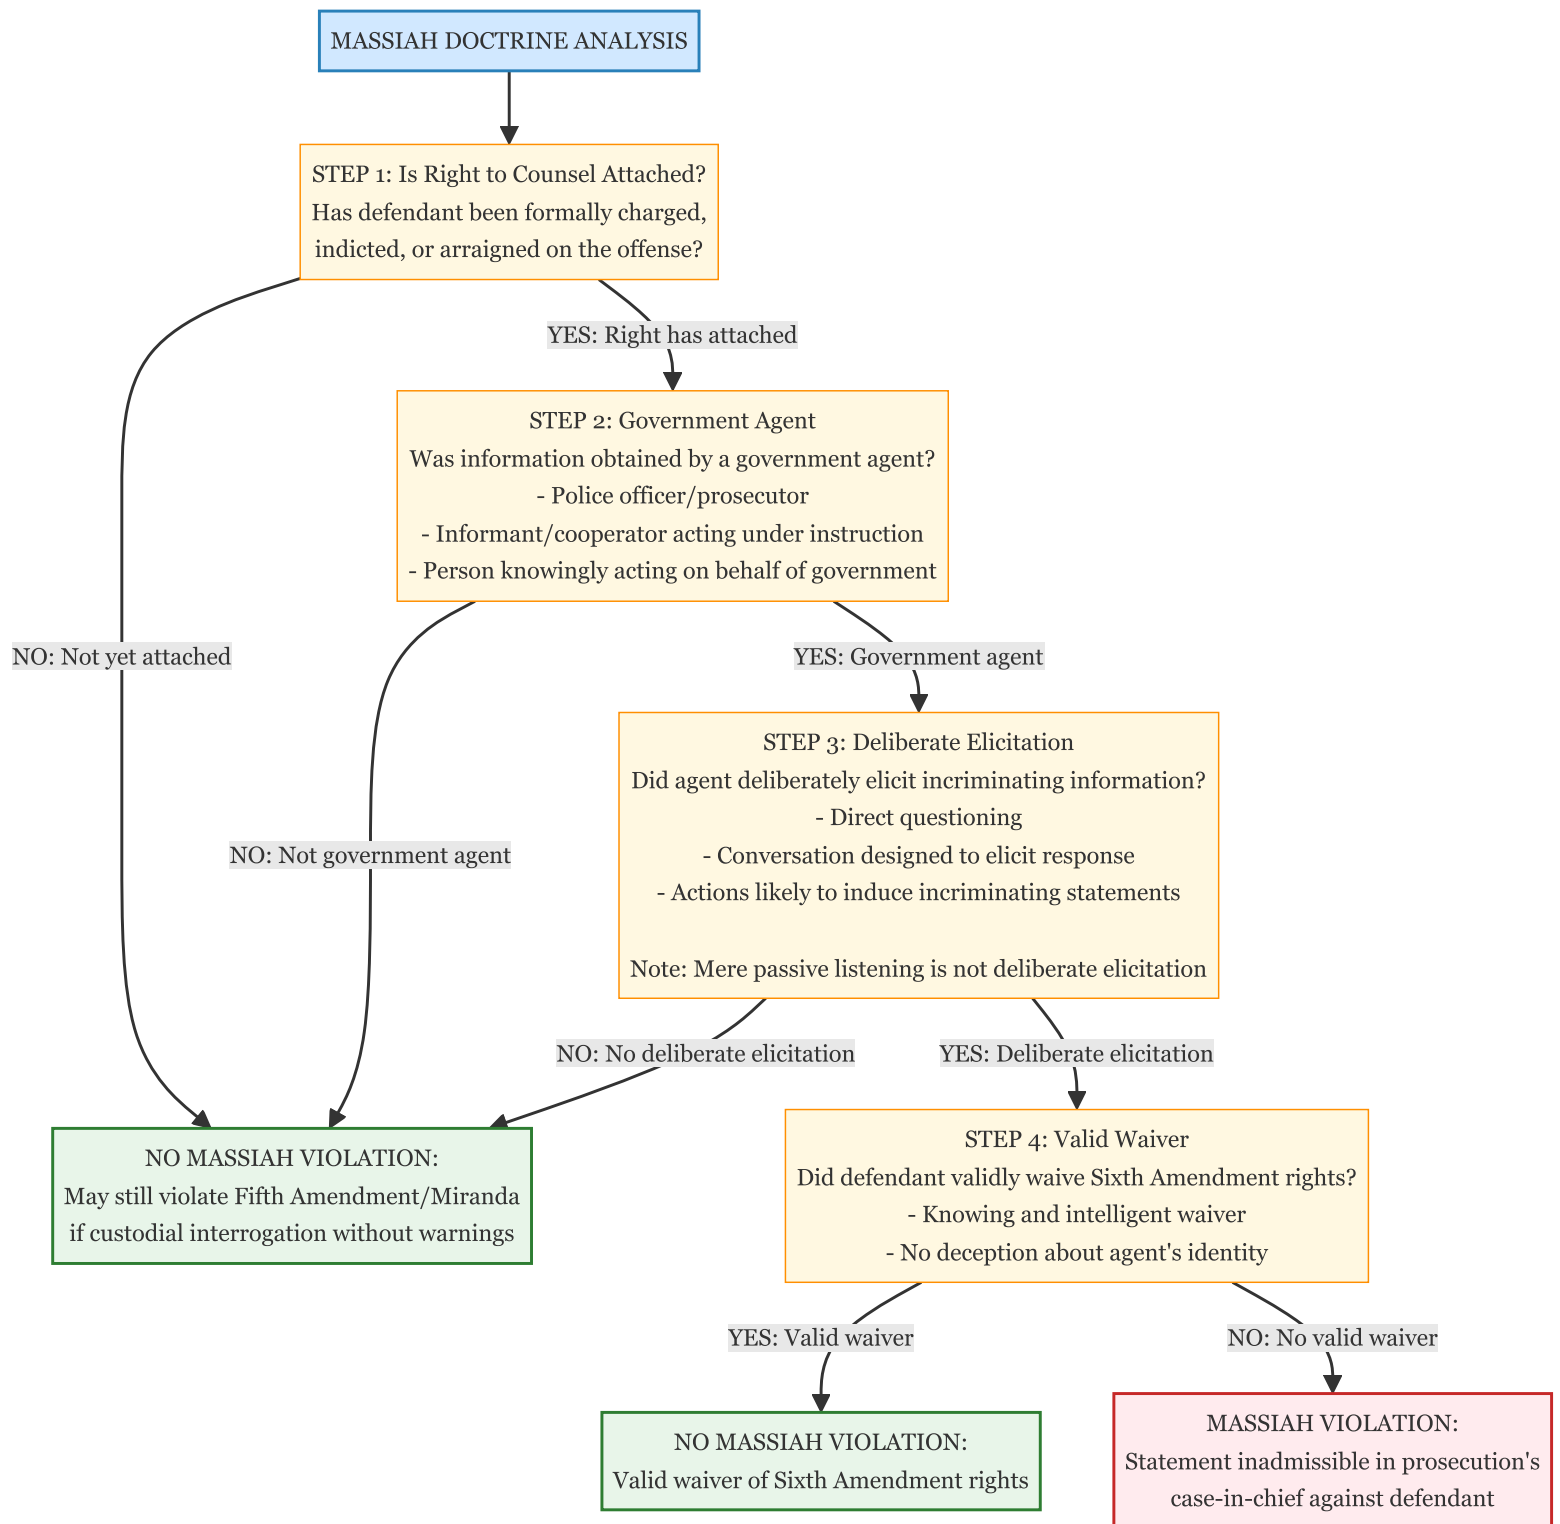 MASSIAH DOCTRINE ANALYSIS
STEP 1: Is Right to Counsel Attached?
Has defendant been formally charged,
indicted, or arraigned on the offense?
YES: Right has attached
STEP 2: Government Agent
Was information obtained by a government agent?
- Police officer/prosecutor
- Informant/cooperator acting under instruction
- Person knowingly acting on behalf of government
NO: Not yet attached
YES: Government agent
STEP 3: Deliberate Elicitation
Did agent deliberately elicit incriminating information?
- Direct questioning
- Conversation designed to elicit response
- Actions likely to induce incriminating statements
Note: Mere passive listening is not deliberate elicitation
NO: Not government agent
NO: No deliberate elicitation
YES: Deliberate elicitation
NO MASSIAH VIOLATION:
May still violate Fifth Amendment/Miranda
if custodial interrogation without warnings
STEP 4: Valid Waiver
Did defendant validly waive Sixth Amendment rights?
- Knowing and intelligent waiver
- No deception about agent's identity
YES: Valid waiver
NO: No valid waiver
NO MASSIAH VIOLATION:
Valid waiver of Sixth Amendment rights
MASSIAH VIOLATION:
Statement inadmissible in prosecution's
case-in-chief against defendant